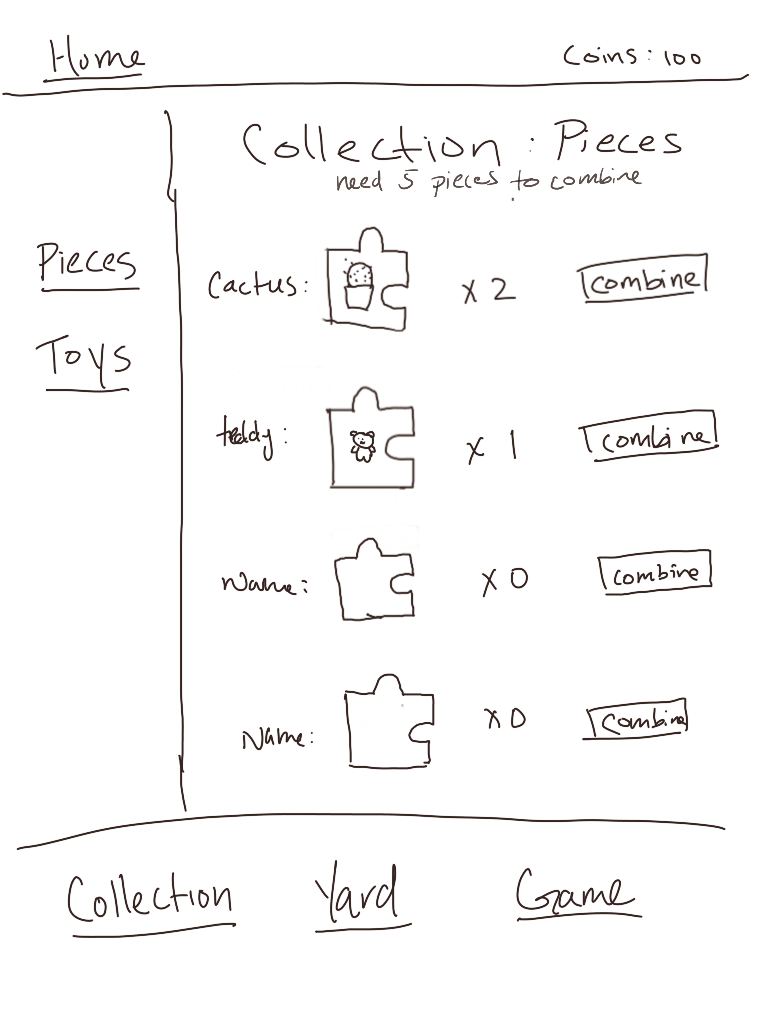 Home
Coins: 100
Collection: Pieces
need 5 pieces to combine
Pieces
Toys
Cactus:
x 2
combine
teddy:
x 1
combine
Name:
x 0
combine
Name:
x 0
combine
Collection
Yard
Game